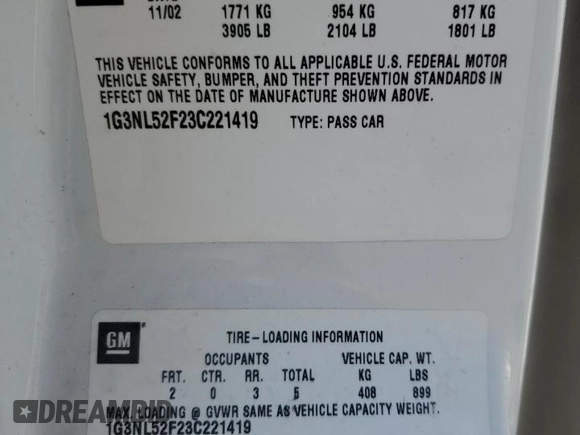 11/02 1771 KG 954 KG 817 KG
3905 LB 2104 LB 1801 LB
THIS VEHICLE CONFORMS TO ALL APPLICABLE U.S. FEDERAL MOTOR
VEHICLE SAFETY, BUMPER, AND THEFT PREVENTION STANDARDS IN
EFFECT ON THE DATE OF MANUFACTURE SHOWN ABOVE.
1G3NL52F23C221419 TYPE: PASS CAR
GM
TIRE-LOADING INFORMATION
OCCUPANTS VEHICLE CAP. WT.
FRT. CTR. RR. TOTAL KG LBS
2 0 3 5 408 899
MAX. LOADING @ GVWR SAME AS VEHICLE CAPACITY WEIGHT.
1G3NL52F23C221419
DREAMBID